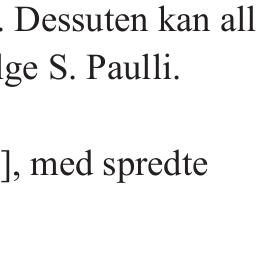 . Dessuten kan all
lge S. Paulli.
], med spredte